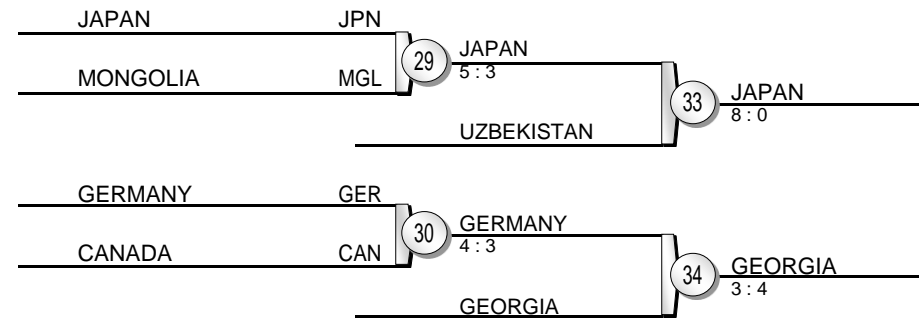 JAPAN JPN
29 JAPAN
5 : 3
MONGOLIA MGL
33 JAPAN
8 : 0
UZBEKISTAN
GERMANY GER
30 GERMANY
4 : 3
CANADA CAN
34 GEORGIA
3 : 4
GEORGIA